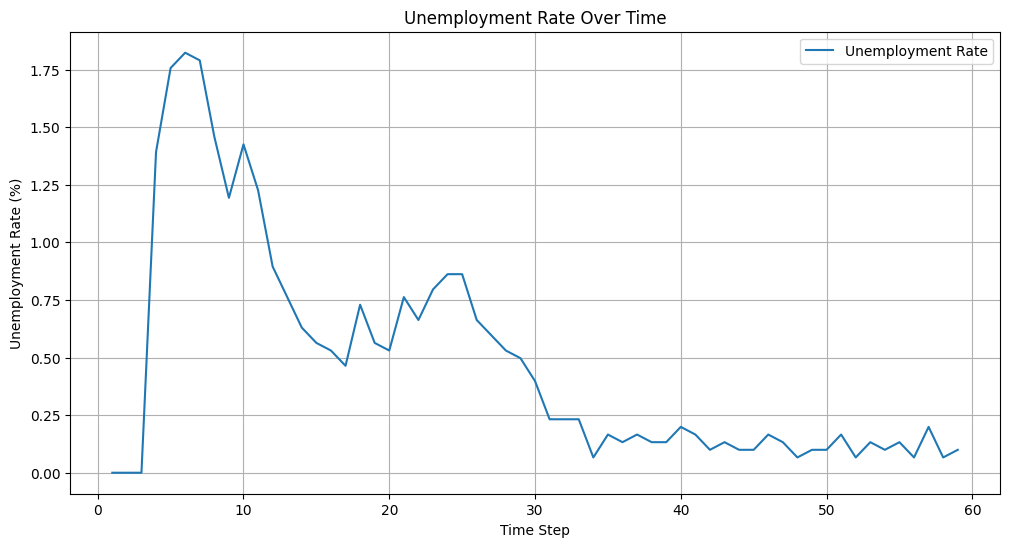 Unemployment Rate Over Time
Unemployment Rate
Unemployment Rate (%)
1.75
1.50
1.25
1.00
0.75
0.50
0.25
0.00
0 10 20 30 40 50 60
Time Step